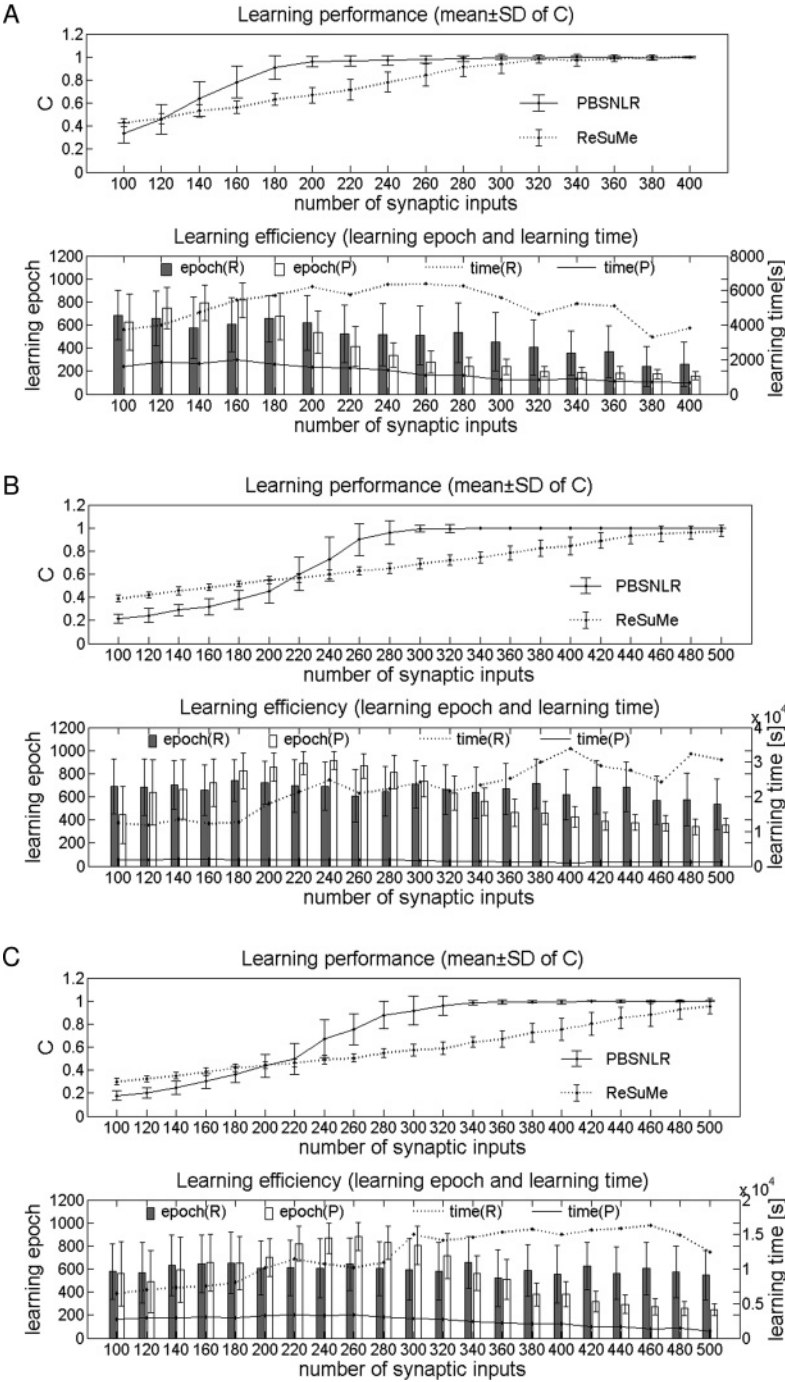 A
Learning performance (mean±SD of C)
1.2
1
0.8
0.6
0.4
0.2
0
C
PBSNLR
ReSuMe
100 120 140 160 180 200 220 240 260 280 300 320 340 360 380 400
number of synaptic inputs
Learning efficiency (learning epoch and learning time)
epoch(R) epoch(P) time(R) time(P)
1200
1000
800
600
400
200
0
learning epoch
8000
6000
4000
2000
0
learning time[s]
100 120 140 160 180 200 220 240 260 280 300 320 340 360 380 400
number of synaptic inputs
B
Learning performance (mean±SD of C)
1.2
1
0.8
0.6
0.4
0.2
0
C
PBSNLR
ReSuMe
100 120 140 160 180 200 220 240 260 280 300 320 340 360 380 400 420 440 460 480 500
number of synaptic inputs
Learning efficiency (learning epoch and learning time)
x 10^4
epoch(R) epoch(P) time(R) time(P)
1200
1000
800
600
400
200
0
learning epoch
4
3
2
1
0
learning time [s]
100 120 140 160 180 200 220 240 260 280 300 320 340 360 380 400 420 440 460 480 500
number of synaptic inputs
C
Learning performance (mean±SD of C)
1.2
1
0.8
0.6
0.4
0.2
0
C
PBSNLR
ReSuMe
100 120 140 160 180 200 220 240 260 280 300 320 340 360 380 400 420 440 460 480 500
number of synaptic inputs
Learning efficiency (learning epoch and learning time)
x 10^4
epoch(R) epoch(P) time(R) time(P)
1200
1000
800
600
400
200
0
learning epoch
2
1.5
1
0.5
0
learning time [s]
100 120 140 160 180 200 220 240 260 280 300 320 340 360 380 400 420 440 460 480 500
number of synaptic inputs